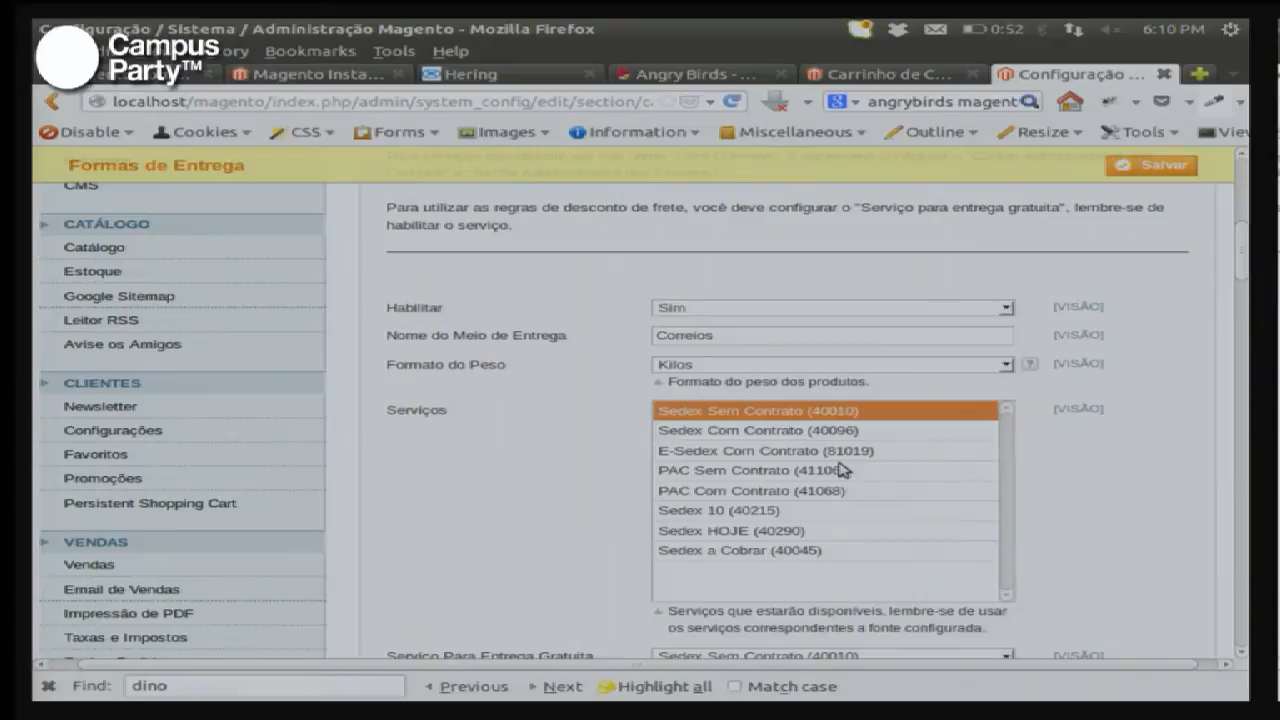 Configuração / Sistema / Administração Magento - Mozilla Firefox
0:52
6:10 PM
Campus
Party™
Bookmarks Tools Help
Magento Insta...
Hering
Angry Birds - ...
Carrinho de C...
Configuração ...
localhost/magento/index.php/admin/system_config/edit/section/c
angrybirds magent
Disable
Cookies
CSS
Forms
Images
Information
Miscellaneous
Outline
Resize
Tools
Formas de Entrega
Salvar
CMS
CATÁLOGO
Catálogo
Estoque
Google Sitemap
Leitor RSS
Avise os Amigos
CLIENTES
Newsletter
Configurações
Favoritos
Promoções
Persistent Shopping Cart
VENDAS
Vendas
Email de Vendas
Impressão de PDF
Taxas e Impostos
Para utilizar as regras de desconto de frete, você deve configurar o "Serviço para entrega gratuita", lembre-se de
habilitar o serviço.
Habilitar
Sim
[VISÃO]
Nome do Meio de Entrega
Correios
[VISÃO]
Formato do Peso
Kilos
?
[VISÃO]
Formato do peso dos produtos.
Serviços
[VISÃO]
Sedex Sem Contrato (40010)
Sedex Com Contrato (40096)
E-Sedex Com Contrato (81019)
PAC Sem Contrato (41106
PAC Com Contrato (41068)
Sedex 10 (40215)
Sedex HOJE (40290)
Sedex a Cobrar (40045)
Serviços que estarão disponíveis, lembre-se de usar
os serviços correspondentes a fonte configurada.
Serviço Para Entrega Gratuita
Sedex Sem Contrato (40010)
[VISÃO]
Find:
dino
Previous
Next
Highlight all
Match case